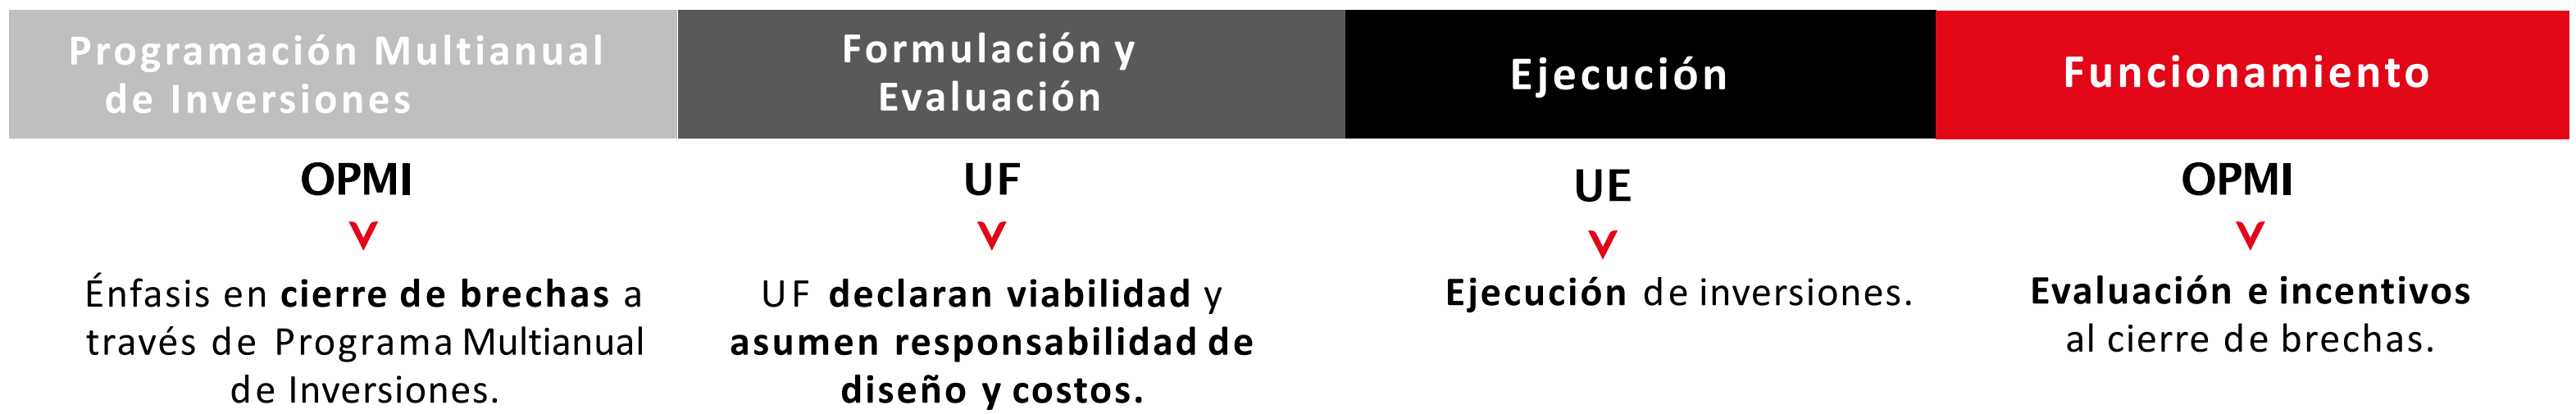 Programación Multianual
de Inversiones
OPMI
Énfasis en cierre de brechas a
través de Programa Multianual
de Inversiones.
Formulación y
Evaluación
UF
UF declaran viabilidad y
asumen responsabilidad de
diseño y costos.
Ejecución
UE
Ejecución de inversiones.
Funcionamiento
OPMI
Evaluación e incentivos
al cierre de brechas.